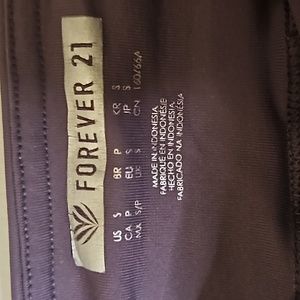 FOREVER 21
US S BR P KR S
CA P EU S JP S
MX S/P UK S CN 160/66A
MADE IN INDONESIA
FABRIQUÉ EN INDONÉSIE
HECHO EN INDONESIA
FABRICADO NA INDONÉSIA